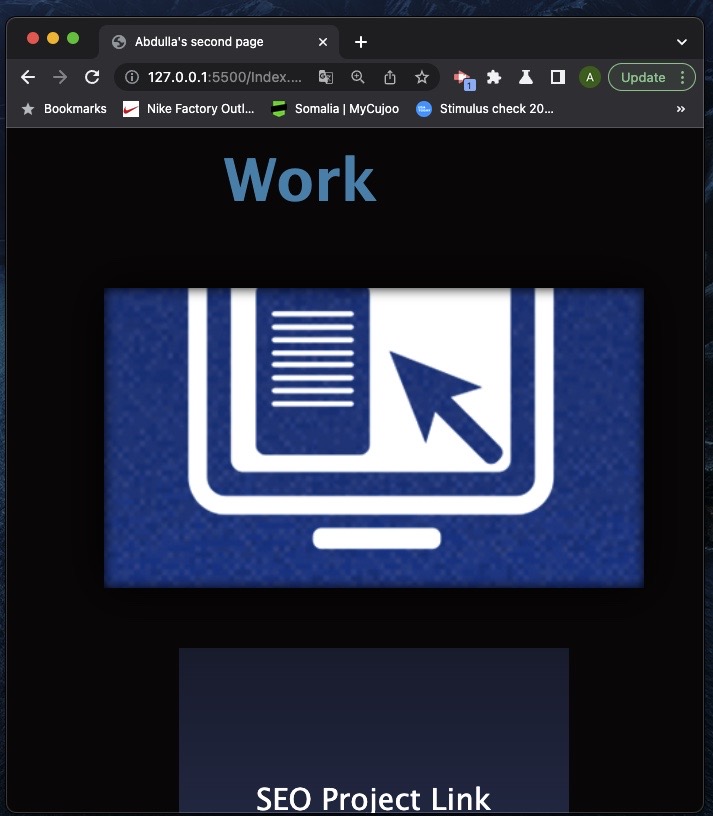 Abdulla's second page
127.0.0.1:5500/Index....
1
A
Update
Bookmarks
Nike Factory Outl...
Somalia | MyCujoo
Stimulus check 20...
»
Work
SEO Project Link